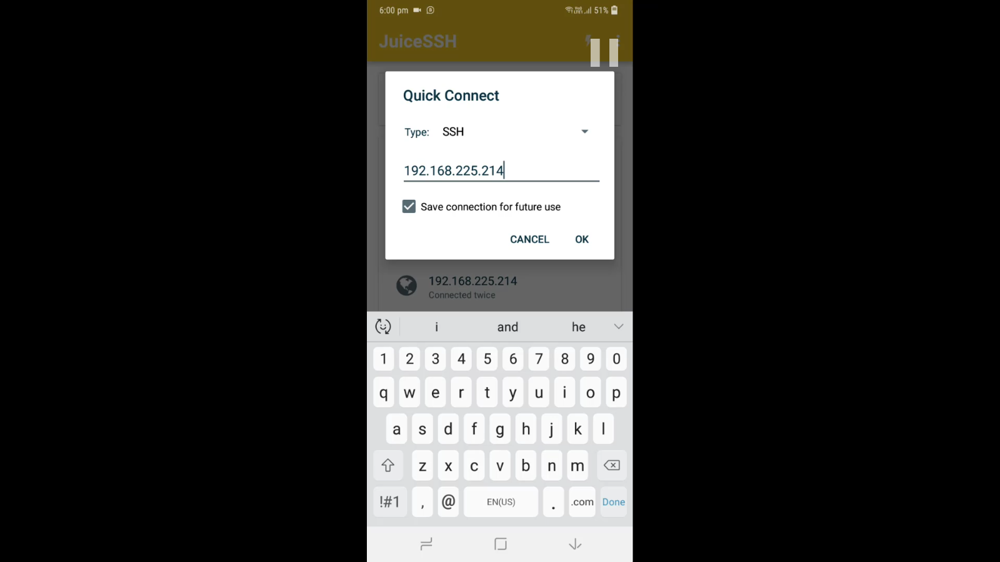 6:00 pm 51%
JuiceSSH
Quick Connect
Type: SSH
192.168.225.214
Save connection for future use
CANCEL OK
192.168.225.214
Connected twice
i and he
1 2 3 4 5 6 7 8 9 0
q w e r t y u i o p
a s d f g h j k l
z x c v b n m
!#1 , @ EN(US) . .com Done